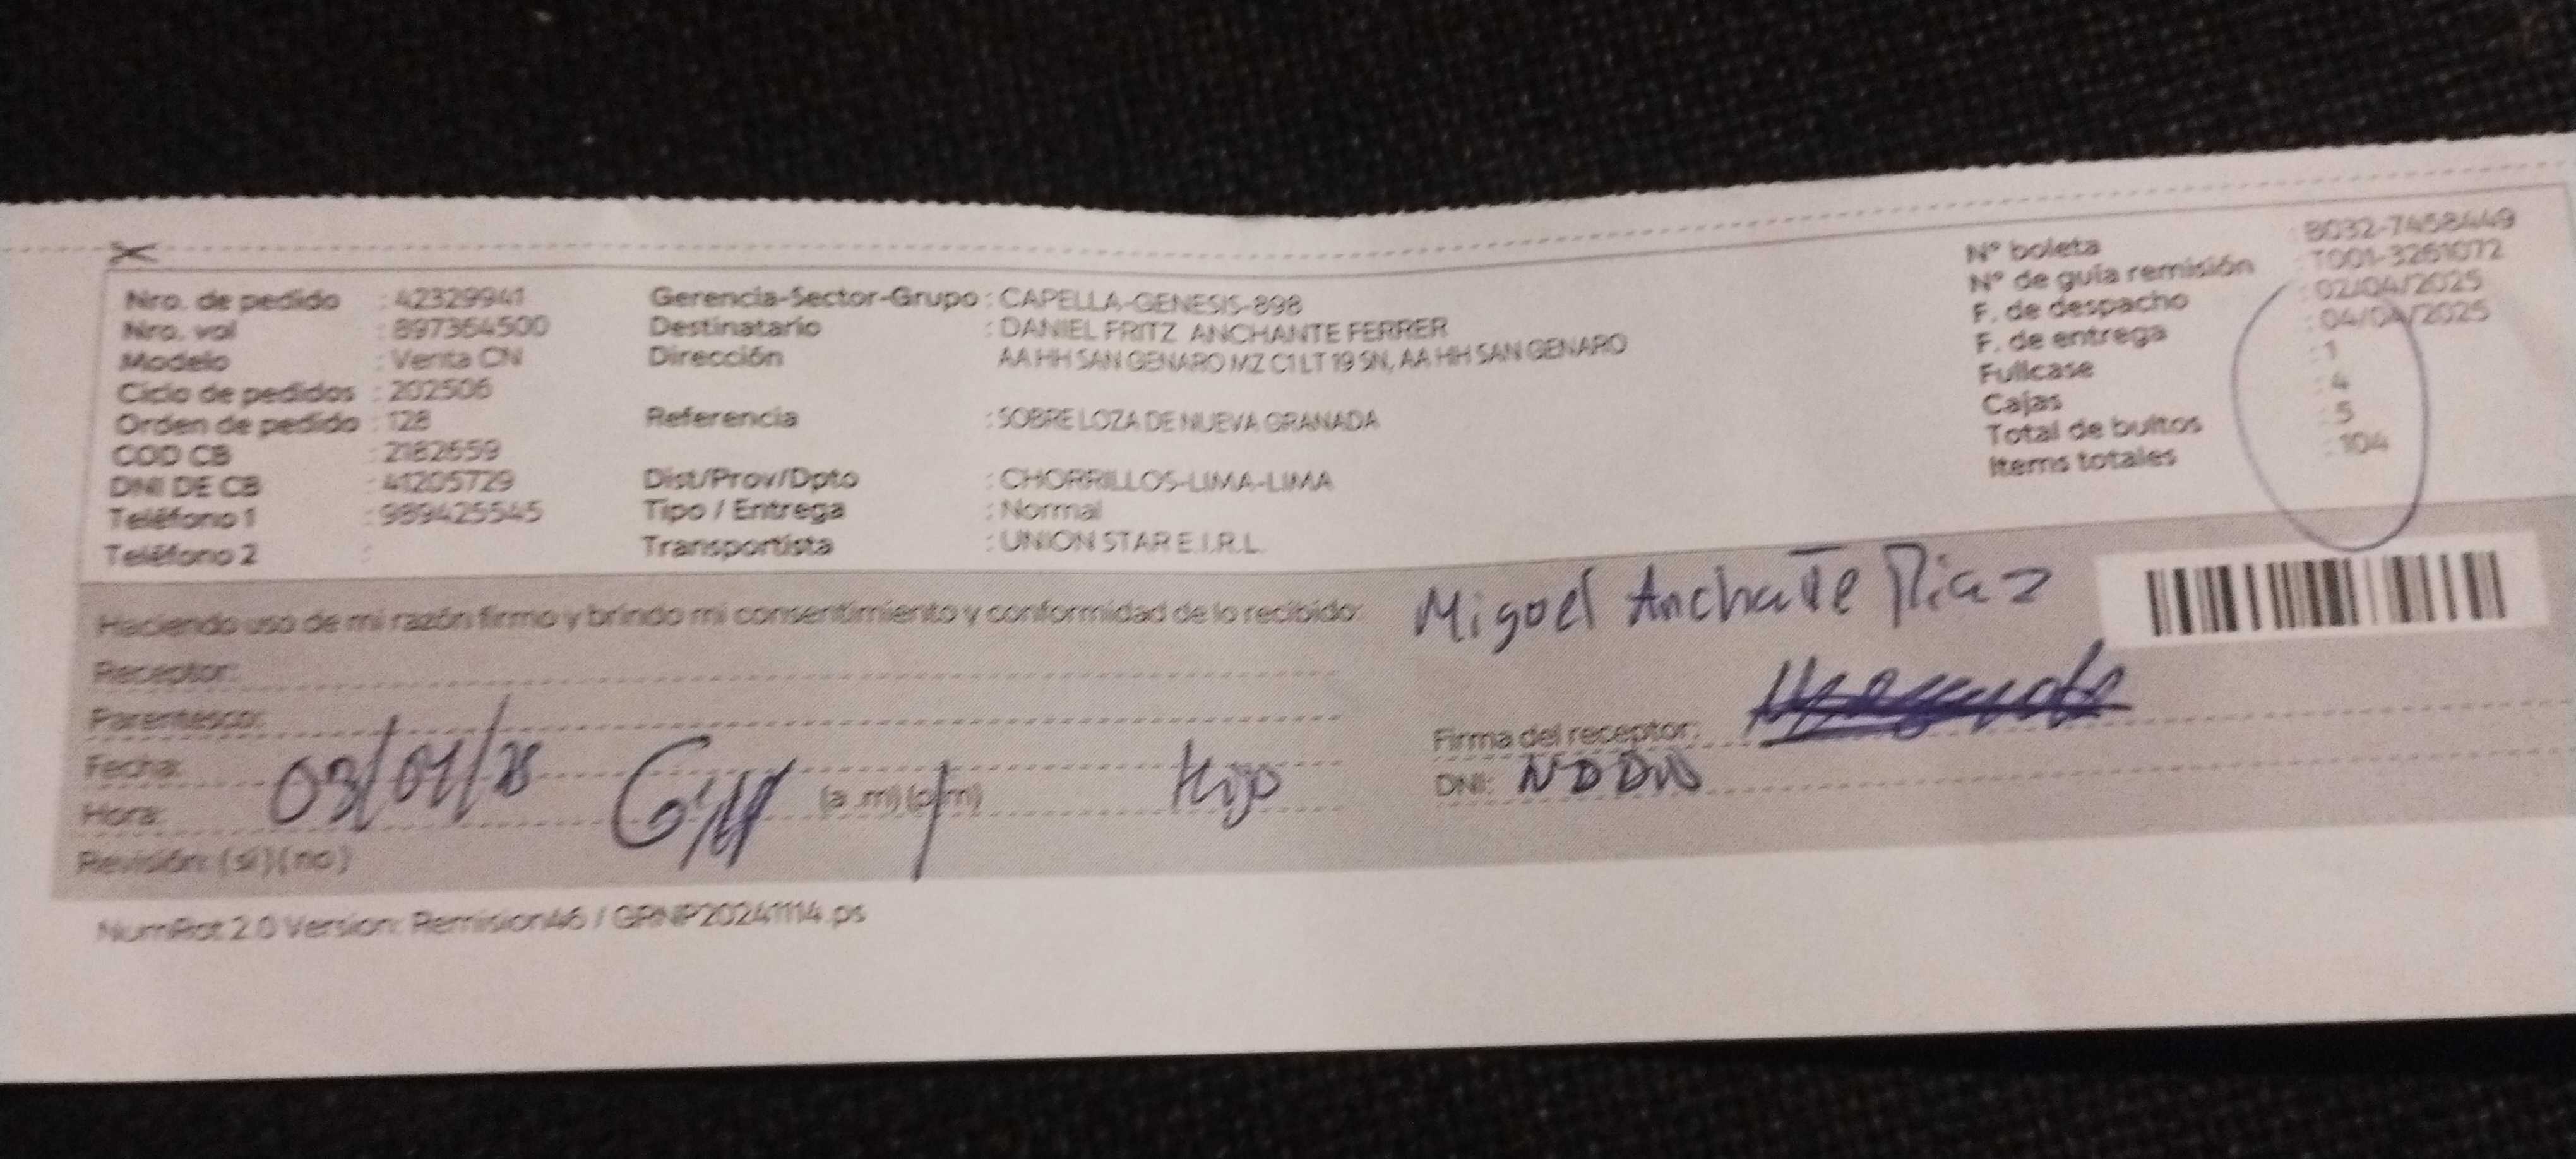 Nro. de pedido : 42329941
Nro. vol : 897364500
Modelo : Venta CN
Ciclo de pedidos : 202506
Orden de pedido : 128
COD CB : 2182659
DNI DE CB : 41205729
Teléfono 1 : 989425545
Teléfono 2 :
Gerencia-Sector-Grupo : CAPELLA-GENESIS-898
Destinatario : DANIEL FRITZ ANCHANTE FERRER
Dirección AA HH SAN GENARO MZ C1 LT 19 SN, AA HH SAN GENARO
Referencia : SOBRE LOZA DE NUEVA GRANADA
Dist/Prov/Dpto : CHORRILLOS-LIMA-LIMA
Tipo / Entrega : Normal
Transportista : UNION STAR E.I.R.L.
N° boleta : B032-7458449
N° de guía remisión : T001-3261072
F. de despacho : 02/04/2025
F. de entrega : 04/04/2025
Fullcase : 1
Cajas : 4
Total de bultos : 5
Items totales : 104
Haciendo uso de mi razón firmo y brindo mi consentimiento y conformidad de lo recibido:
Miguel Anchate Diaz
Receptor:
Parentesco:
Fecha: 03/04/25
Hora: (a.m) (p.m) Hijo
Revisión: (si) (no)
Firma del receptor:
DNI:
NumRot 2.0 Version: Remision46 / GRNP20241114.ps